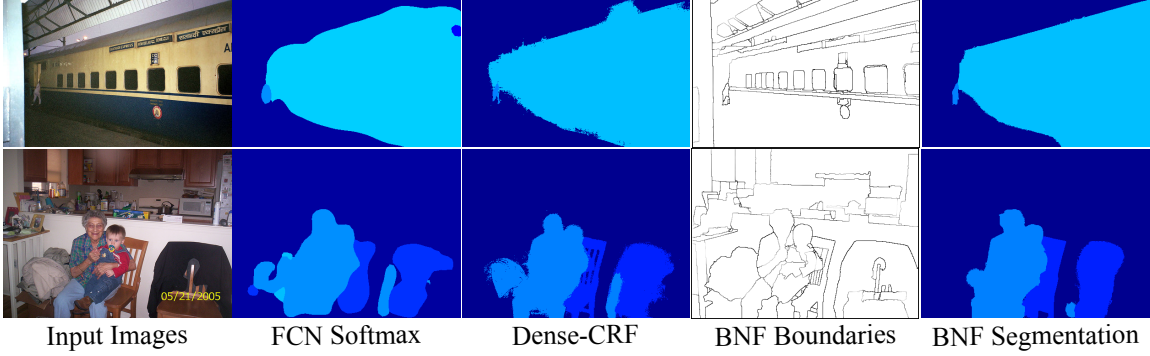 05/21/2005
Input Images
FCN Softmax
Dense-CRF
BNF Boundaries
BNF Segmentation